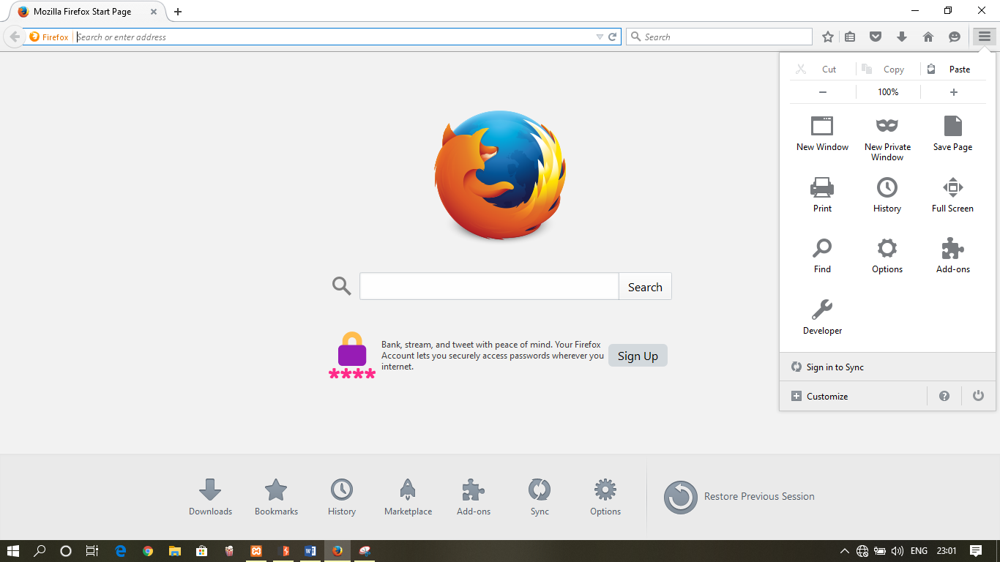 Mozilla Firefox Start Page
Firefox
Search or enter address
Search
Cut
Copy
Paste
100%
New Window
New Private
Window
Save Page
Print
History
Full Screen
Find
Options
Add-ons
Developer
Sign in to Sync
Customize
Search
Bank, stream, and tweet with peace of mind. Your Firefox
Account lets you securely access passwords wherever you
internet.
Sign Up
****
Downloads
Bookmarks
History
Marketplace
Add-ons
Sync
Options
Restore Previous Session
ENG
23:01